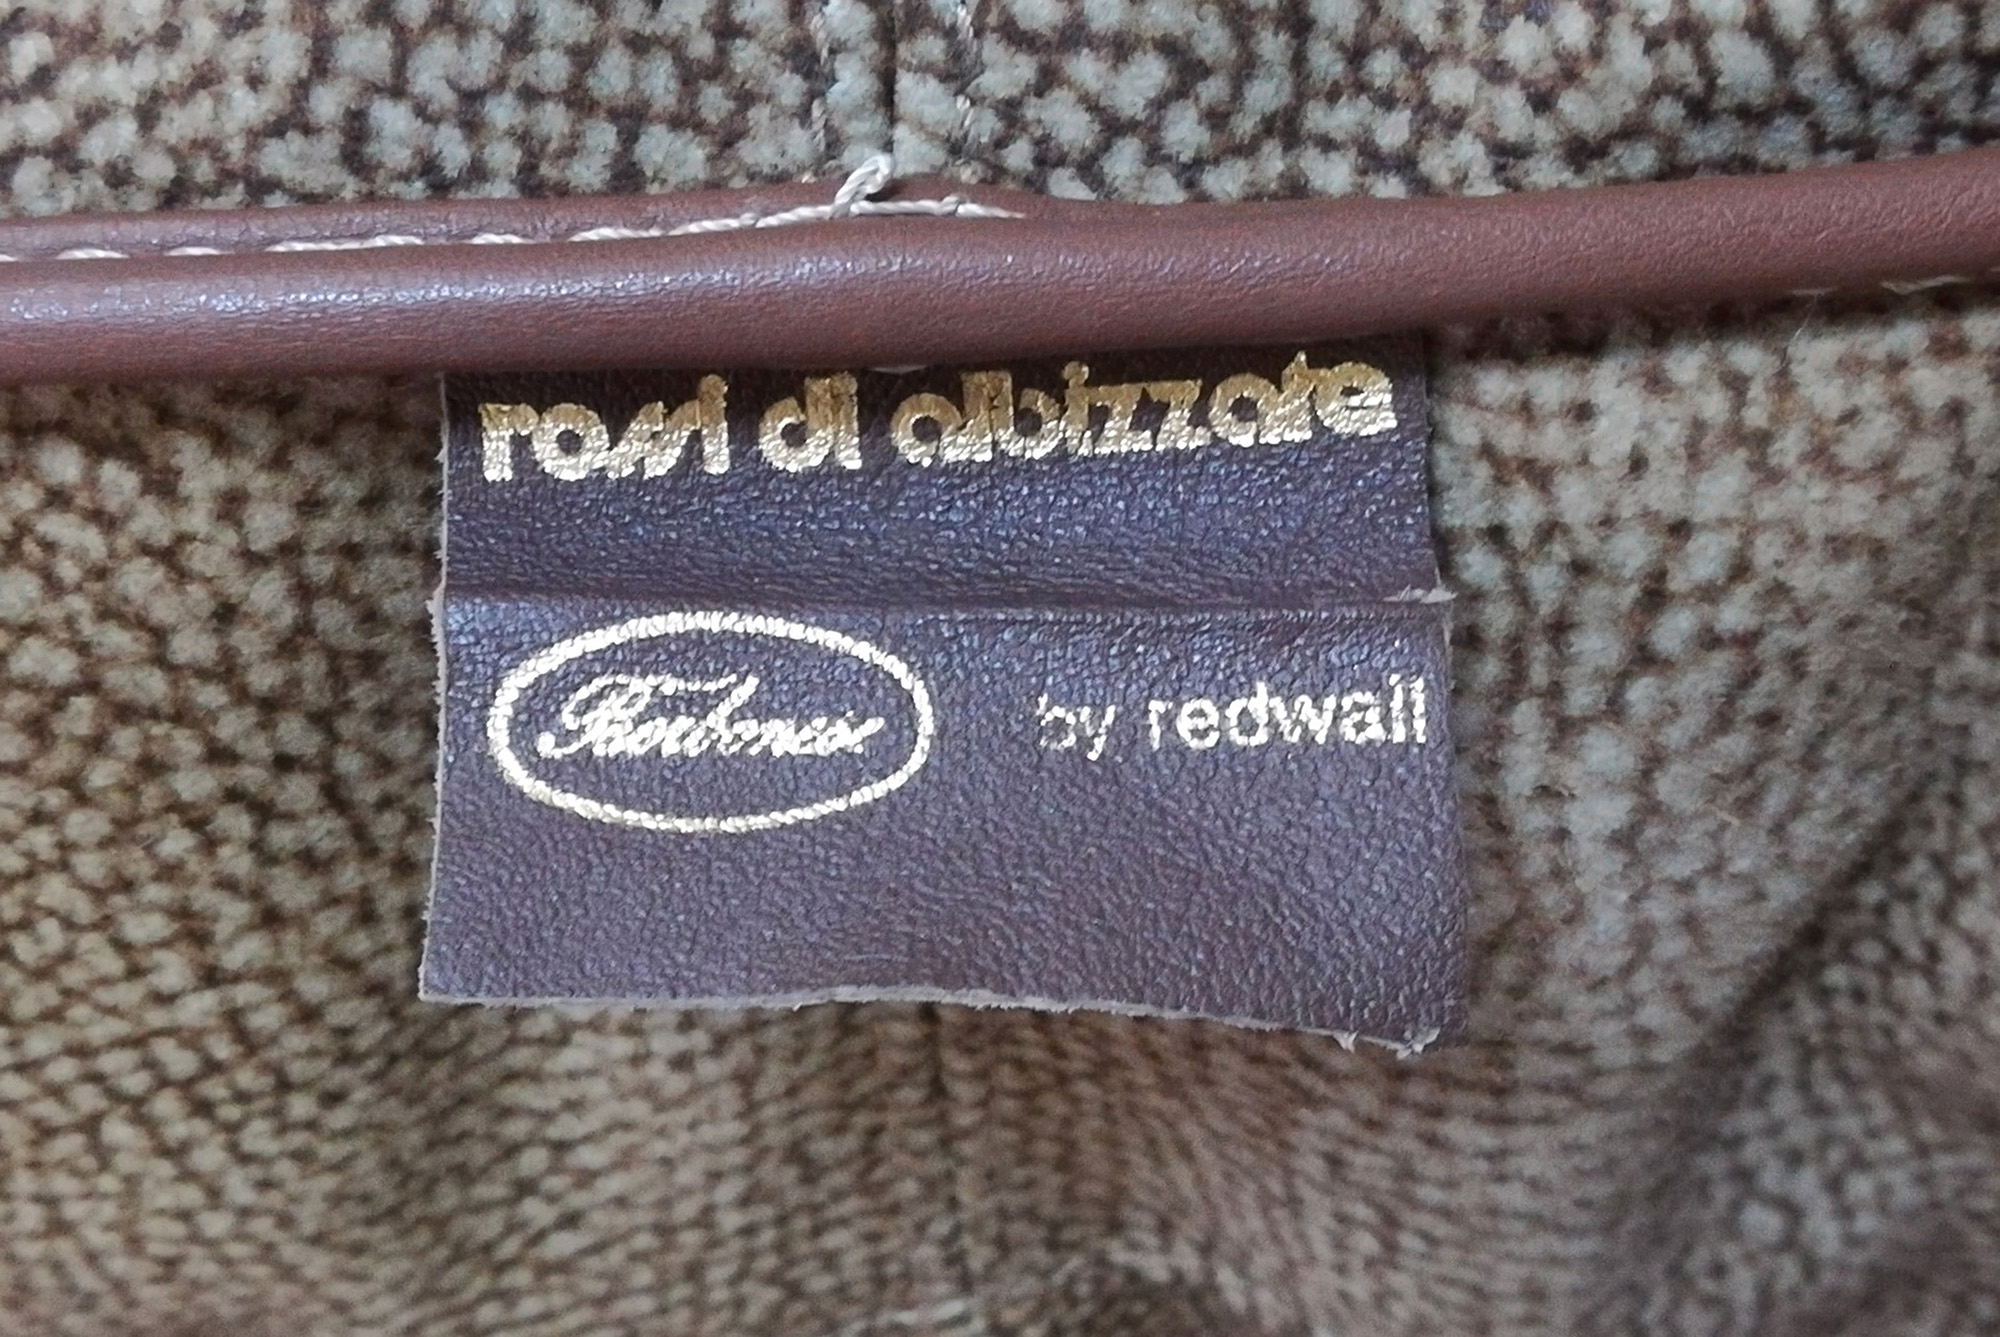 rossi di albizzate
Borbonese
by redwall